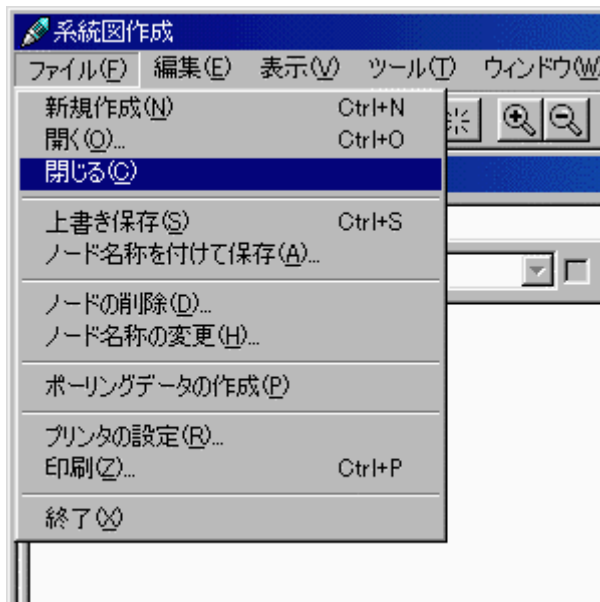 系統図作成
ファイル(F) 編集(E) 表示(V) ツール(T) ウィンドウ(W
新規作成(N) Ctrl+N
開く(O)... Ctrl+O
閉じる(C)
上書き保存(S) Ctrl+S
ノード名称を付けて保存(A)...
ノードの削除(D)...
ノード名称の変更(H)...
ポーリングデータの作成(P)
プリンタの設定(R)...
印刷(Z)... Ctrl+P
終了(X)